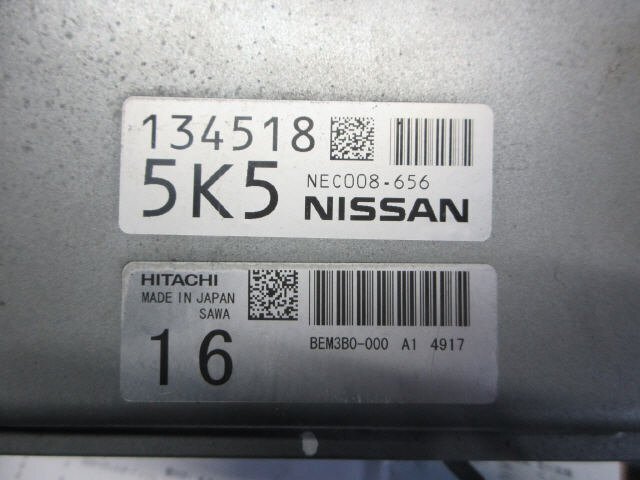 134518
5K5
NEC008-656
NISSAN
HITACHI
MADE IN JAPAN
SAWA
16
BEM3B0-000 A1 4917